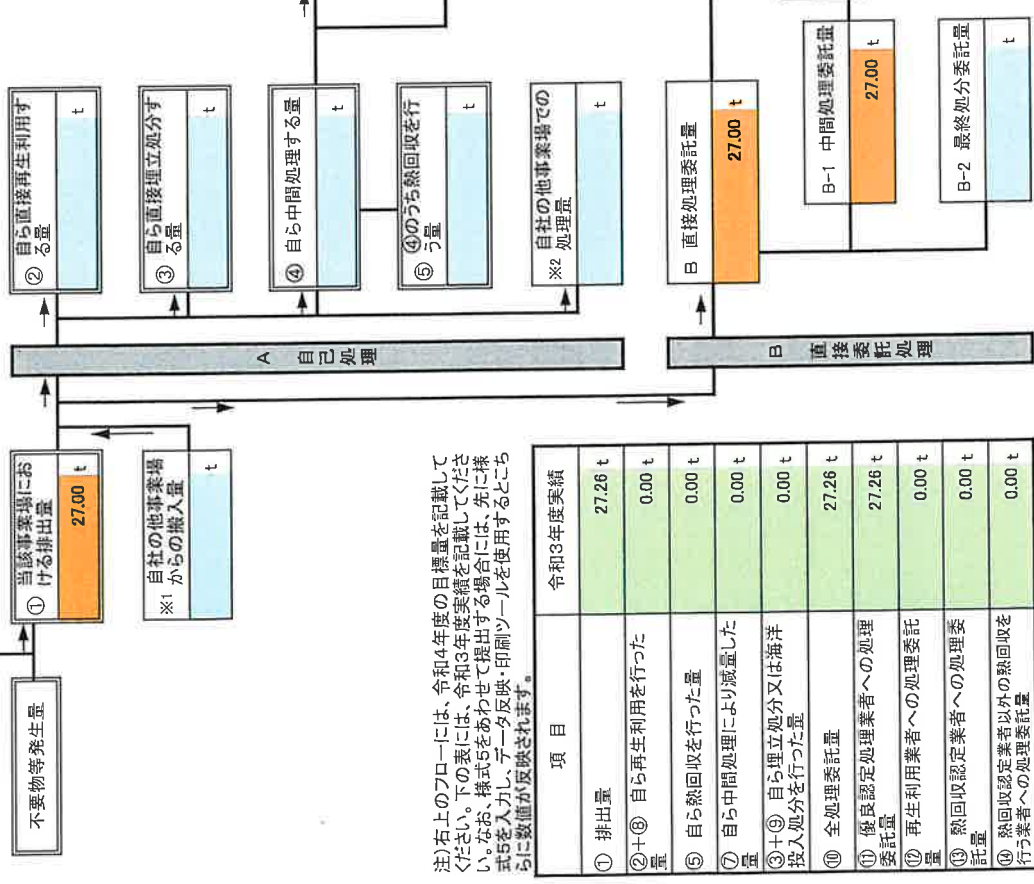 不要物等発生量
① 当該事業場にお
ける排出量
27.00 t
※1 自社の他事業場
からの搬入量
t
A 自己処理
② 自ら直接再生利用す
る量
t
③ 自ら直接埋立処分す
る量
t
④ 自ら中間処理する量
t
⑤ ④のうち熱回収を行
う量
t
※2 自社の他事業場での
処理量
t
B 直接委託処理
B 直接処理委託量
27.00 t
B-1 中間処理委託量
27.00 t
B-2 最終処分委託量
t
注)右上のフローには、令和4年度の目標量を記載して
ください。下の表には、令和3年度実績を記載してくださ
い。なお、様式5をあわせて提出する場合には、先に様
式5を入力し、データ反映・印刷ツールを使用するとこち
らに数値が反映されます。
項 目 令和3年度実績
① 排出量 27.26 t
②+⑧ 自ら再生利用を行った
量 0.00 t
⑤ 自ら熱回収を行った量 0.00 t
⑦ 自ら中間処理により減量した
量 0.00 t
③+⑨ 自ら埋立処分又は海洋
投入処分を行った量 0.00 t
⑩ 全処理委託量 27.26 t
⑪ 優良認定処理業者への処理
委託量 27.26 t
⑫ 再生利用業者への処理委託
量 0.00 t
⑬ 熱回収認定業者への処理委
託量 0.00 t
⑭ 熱回収認定業者以外の熱回収を
行う業者への処理委託量 0.00 t